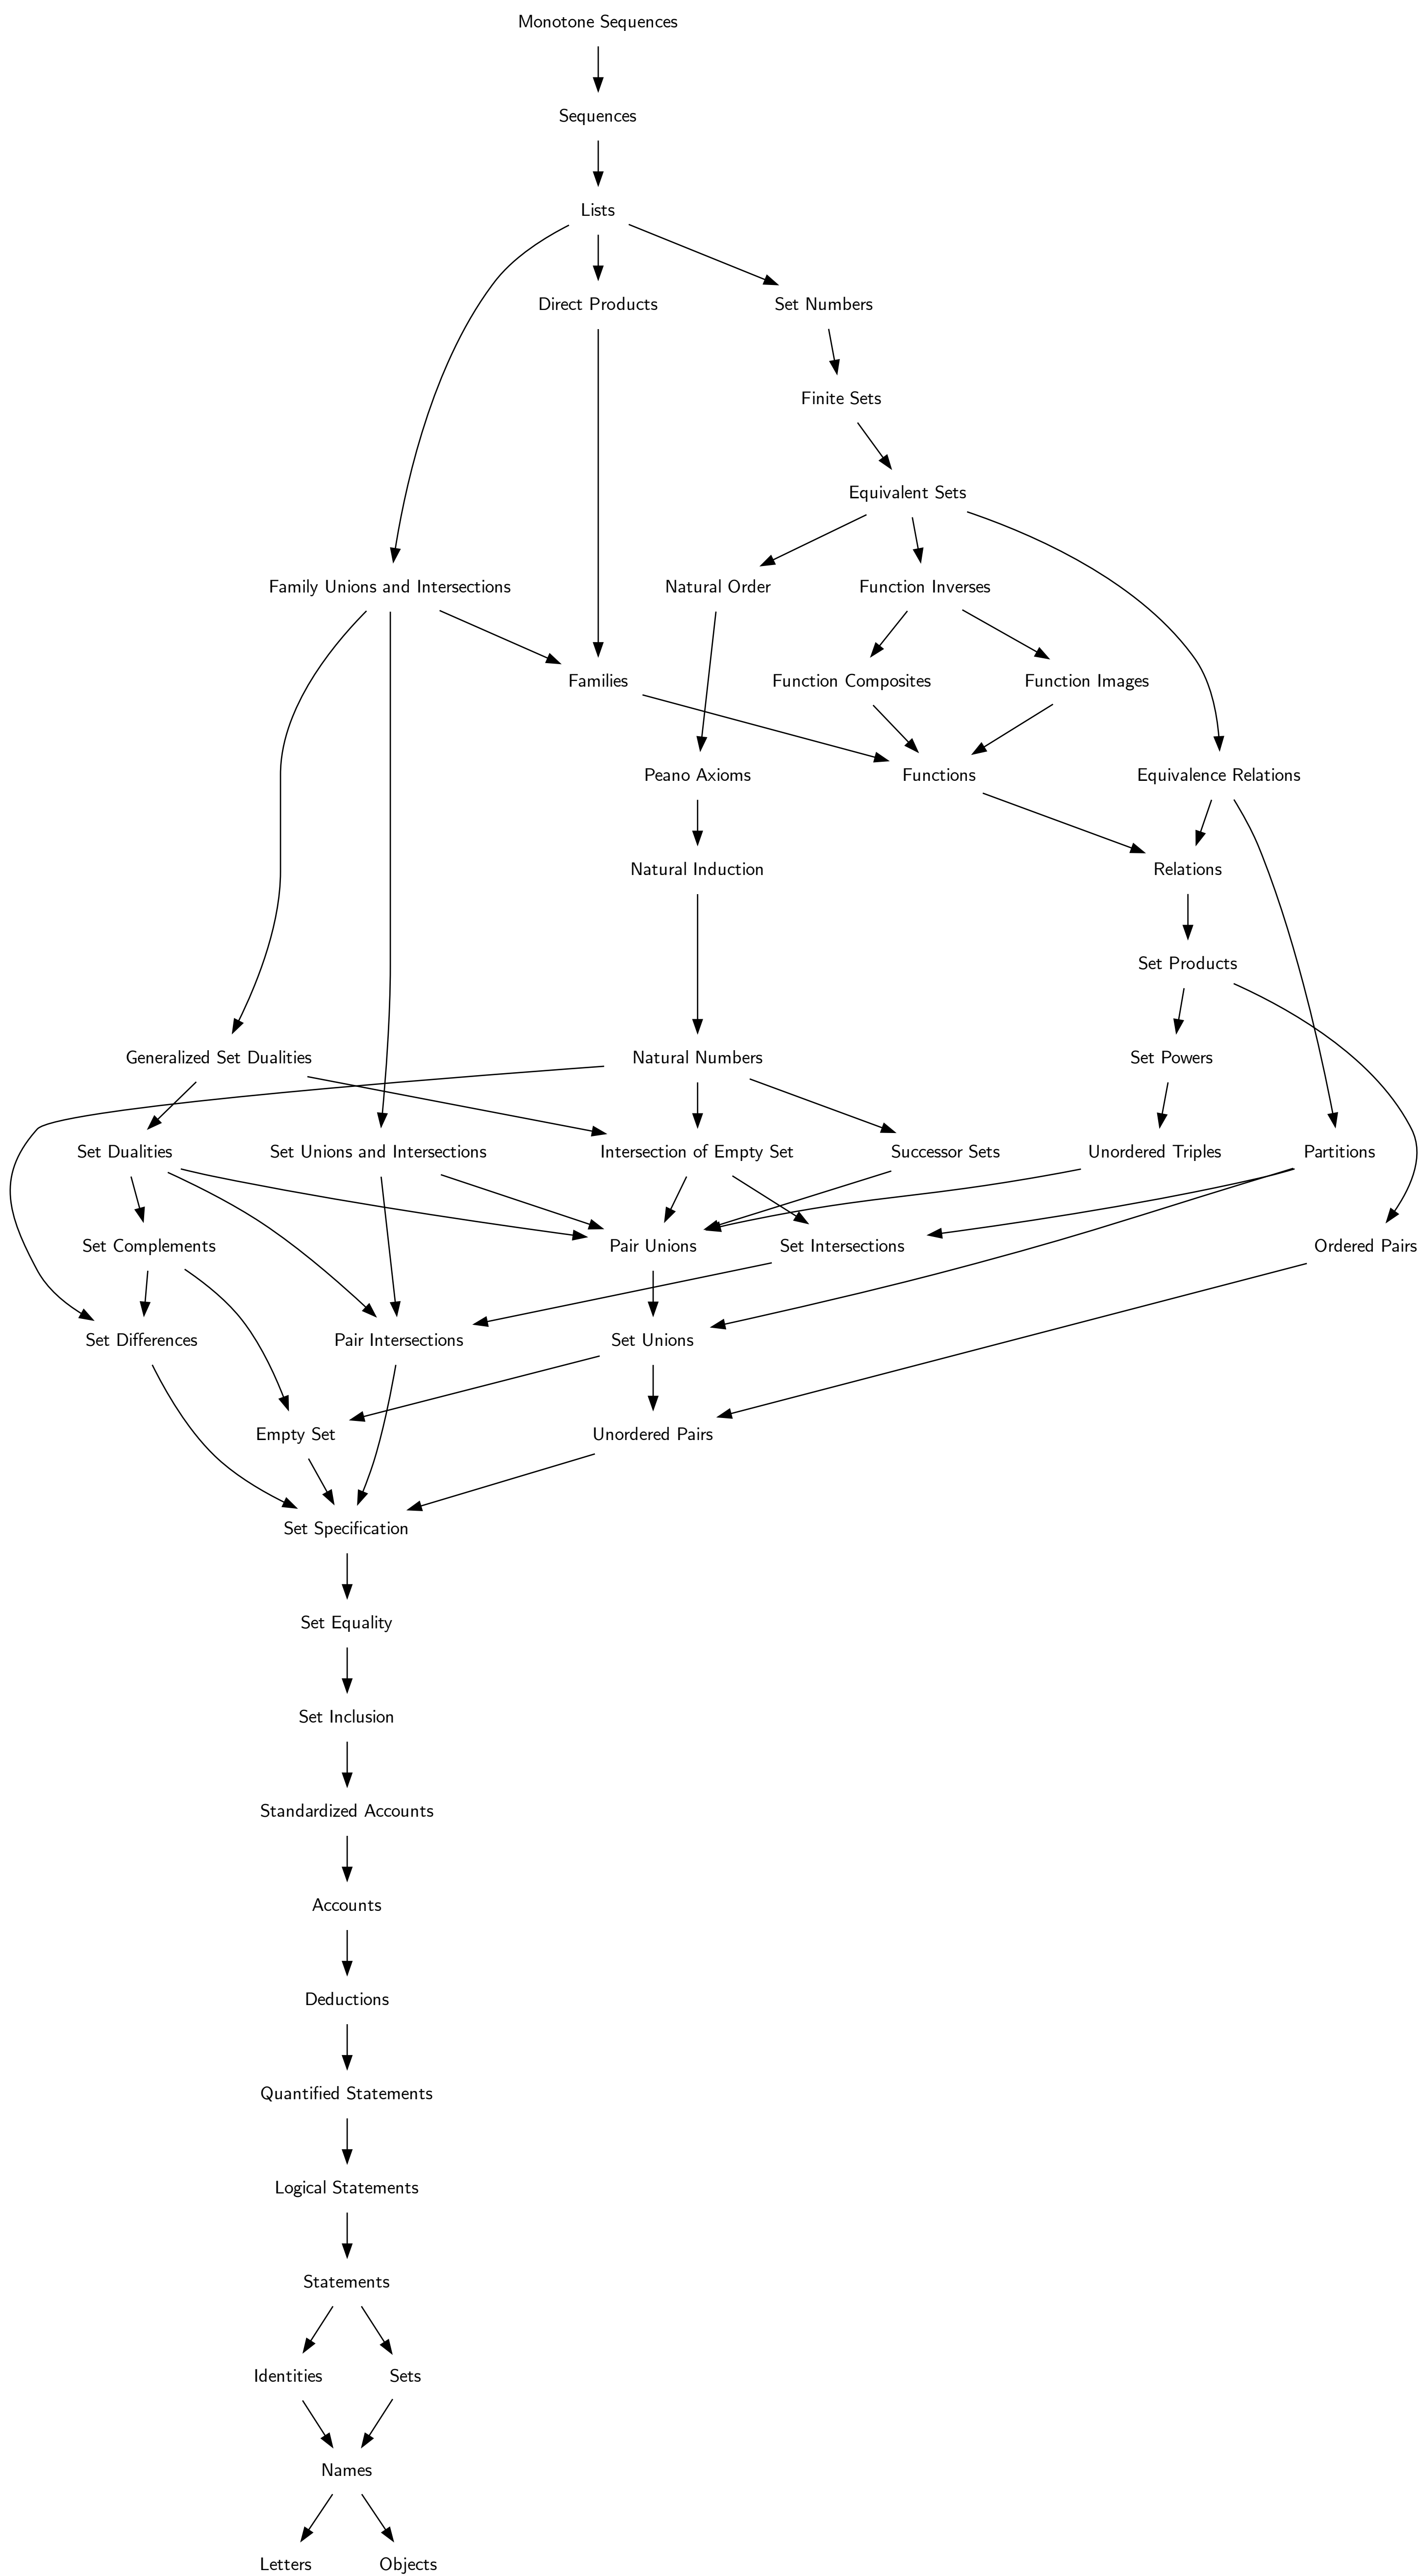 Monotone Sequences
Sequences
Lists
Direct Products
Set Numbers
Finite Sets
Equivalent Sets
Family Unions and Intersections
Natural Order
Function Inverses
Families
Function Composites
Function Images
Peano Axioms
Functions
Equivalence Relations
Natural Induction
Relations
Set Products
Generalized Set Dualities
Natural Numbers
Set Powers
Set Dualities
Set Unions and Intersections
Intersection of Empty Set
Successor Sets
Unordered Triples
Partitions
Set Complements
Pair Unions
Set Intersections
Ordered Pairs
Set Differences
Pair Intersections
Set Unions
Empty Set
Unordered Pairs
Set Specification
Set Equality
Set Inclusion
Standardized Accounts
Accounts
Deductions
Quantified Statements
Logical Statements
Statements
Identities
Sets
Names
Letters
Objects